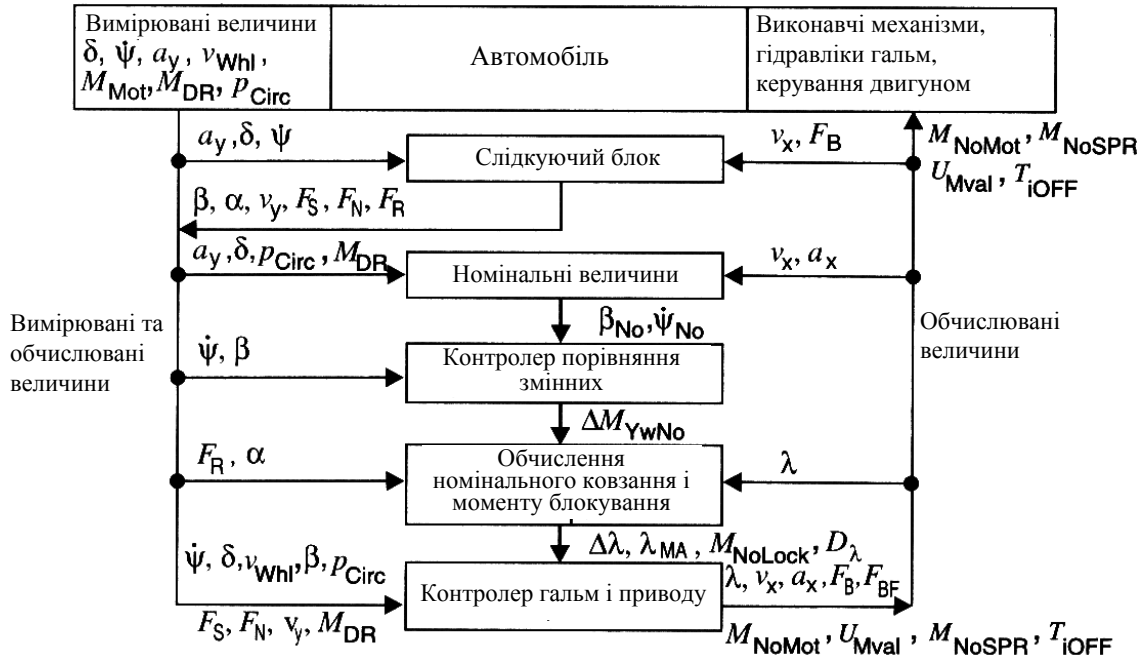 Вимірювані величини
δ, ψ̇, a_y, v_Whl,
M_Mot, M_DR, p_Circ
Автомобіль
Виконавчі механізми,
гідравліки гальм,
керування двигуном
a_y, δ, ψ̇
Слідкуючий блок
v_x, F_B
M_NoMot, M_NoSPR
U_Mval, T_iOFF
β, α, v_y, F_S, F_N, F_R
a_y, δ, p_Circ, M_DR
Номінальні величини
v_x, a_x
Вимірювані та
обчислювані
величини
β_No, ψ̇_No
Обчислювані
величини
ψ̇, β
Контролер порівняння
змінних
ΔM_YwNo
F_R, α
Обчислення
номінального ковзання і
моменту блокування
λ
Δλ, λ_MA, M_NoLock, D_λ
ψ̇, δ, v_Whl, β, p_Circ
Контролер гальм і приводу
λ, v_x, a_x, F_B, F_BF
F_S, F_N, v_y, M_DR
M_NoMot, U_Mval, M_NoSPR, T_iOFF